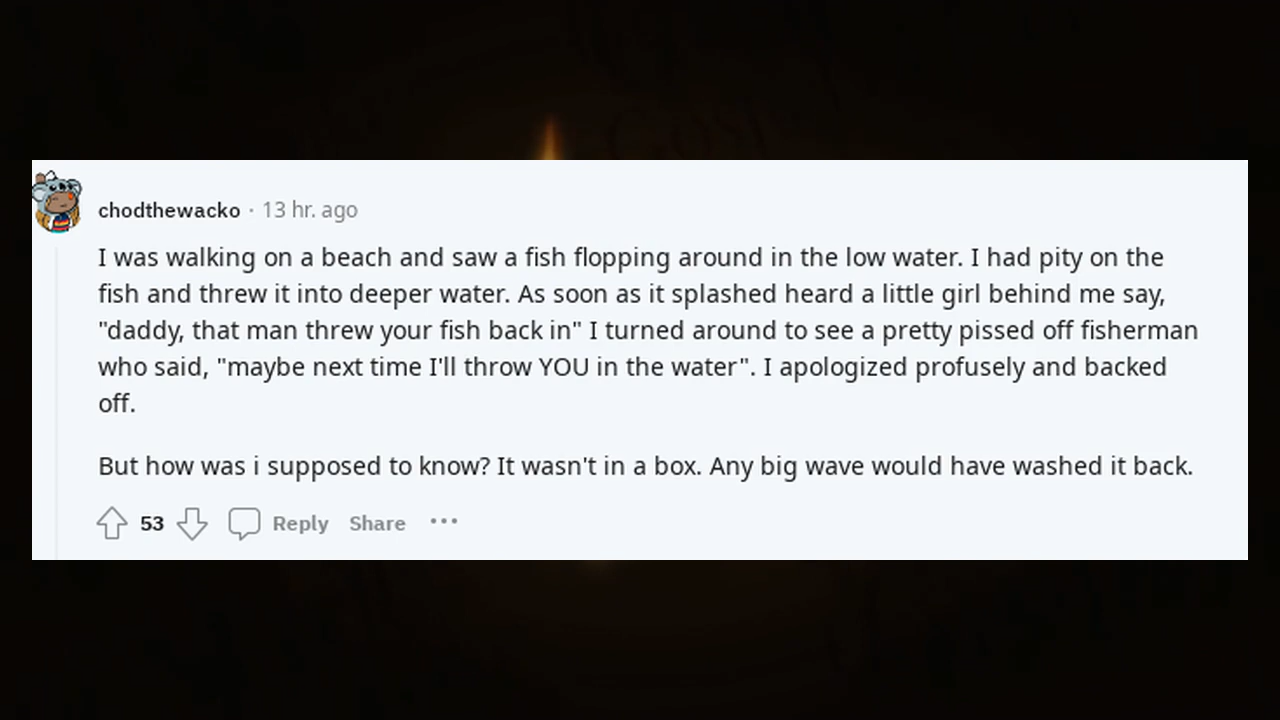 chodthewacko · 13 hr. ago
I was walking on a beach and saw a fish flopping around in the low water. I had pity on the
fish and threw it into deeper water. As soon as it splashed heard a little girl behind me say,
"daddy, that man threw your fish back in" I turned around to see a pretty pissed off fisherman
who said, "maybe next time I'll throw YOU in the water". I apologized profusely and backed
off.
But how was i supposed to know? It wasn't in a box. Any big wave would have washed it back.
53 Reply Share ···